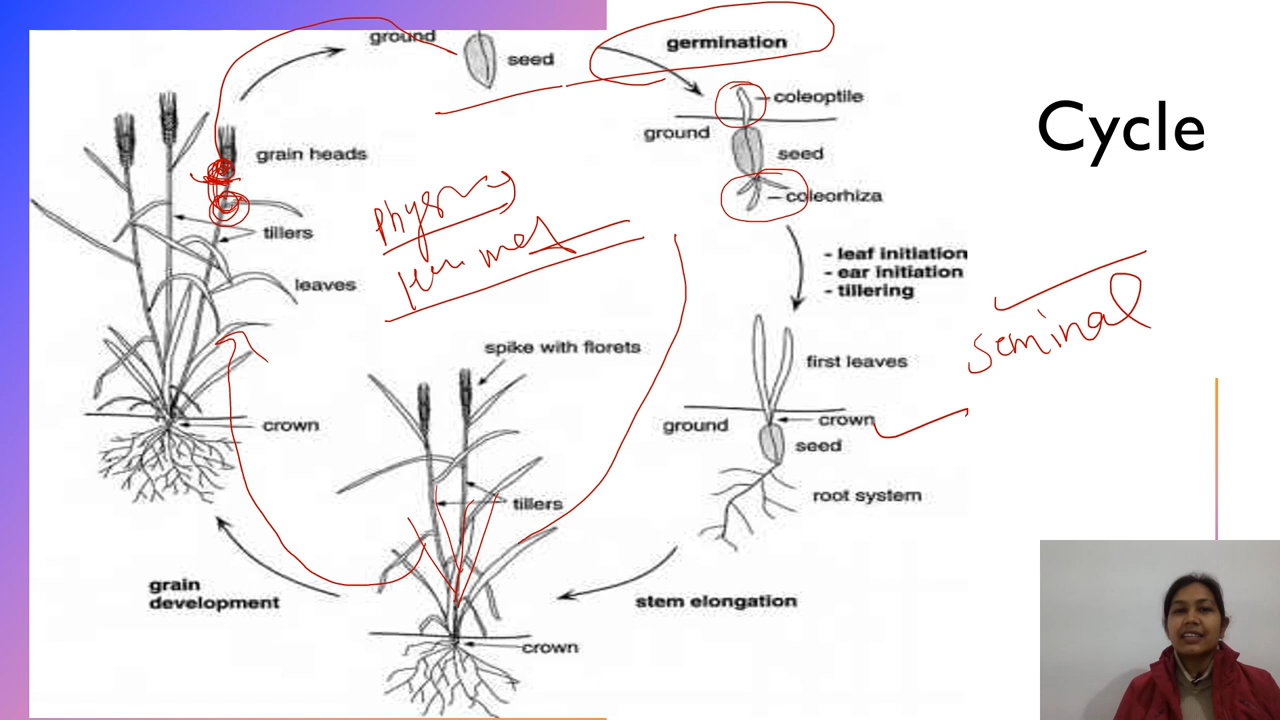 Cycle
ground
seed
germination
coleoptile
ground
seed
coleorhiza
grain heads
tillers
leaves
crown
- leaf initiation
- ear initiation
- tillering
seminal
first leaves
crown
ground
seed
root system
spike with florets
tillers
crown
stem elongation
grain
development